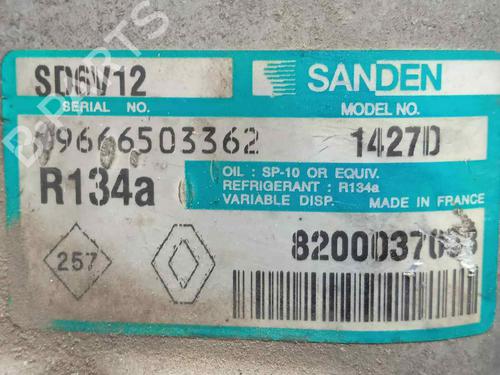 SD6V12 SANDEN
SERIAL NO. MODEL NO.
1427D
R134a
OIL : SP-10 OR EQUIV.
REFRIGERANT : R134a
VARIABLE DISP. MADE IN FRANCE
257
B-PARTS